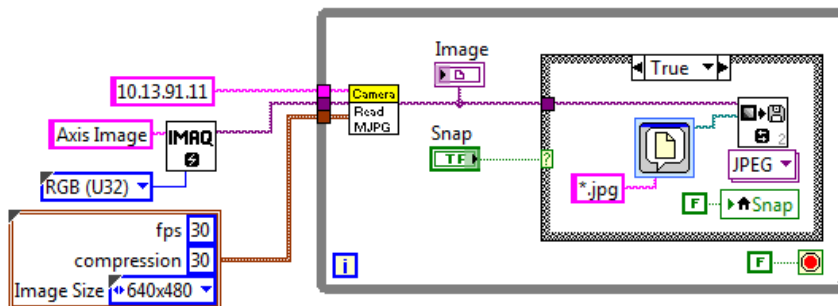 10.13.91.11
Axis Image
IMAQ
RGB (U32)
fps 30
compression 30
Image Size 640x480
Camera
Read
MJPG
Image
Snap
TF
i
True
?
2
JPEG
*.jpg
F Snap
F